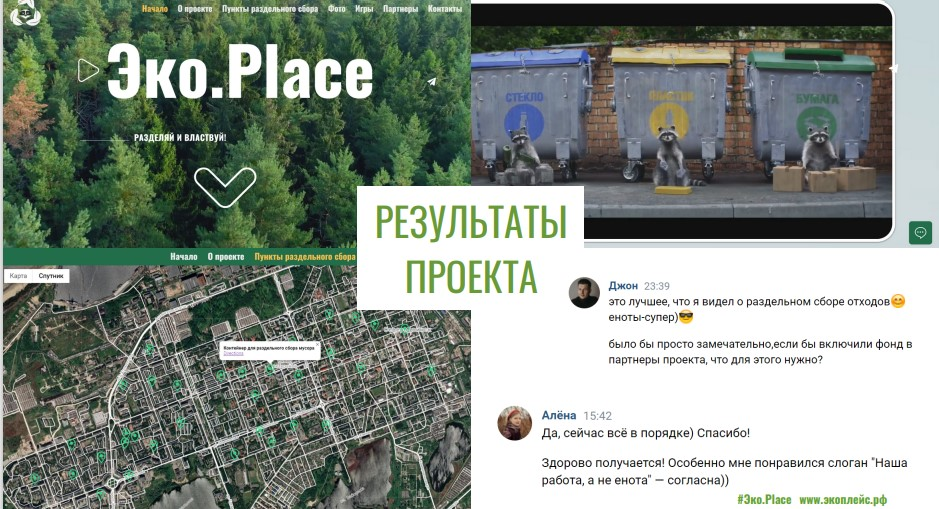 Начало О проекте Пункты раздельного сбора Фото Игры Партнеры Контакты
Эко.Place
РАЗДЕЛЯЙ И ВЛАСТВУЙ!
СТЕКЛО
ПЛАСТИК
БУМАГА
РЕЗУЛЬТАТЫ
ПРОЕКТА
Начало О проекте Пункты раздельного сбора
Карта Спутник
Контейнер для раздельного сбора мусора
Джон 23:39
это лучшее, что я видел о раздельном сборе отходов😊
еноты-супер)😎
было бы просто замечательно,если бы включили фонд в
партнеры проекта, что для этого нужно?
Алёна 15:42
Да, сейчас всё в порядке) Спасибо!
Здорово получается! Особенно мне понравился слоган "Наша
работа, а не енота" — согласна))
#Эко.Place www.экоплейс.рф